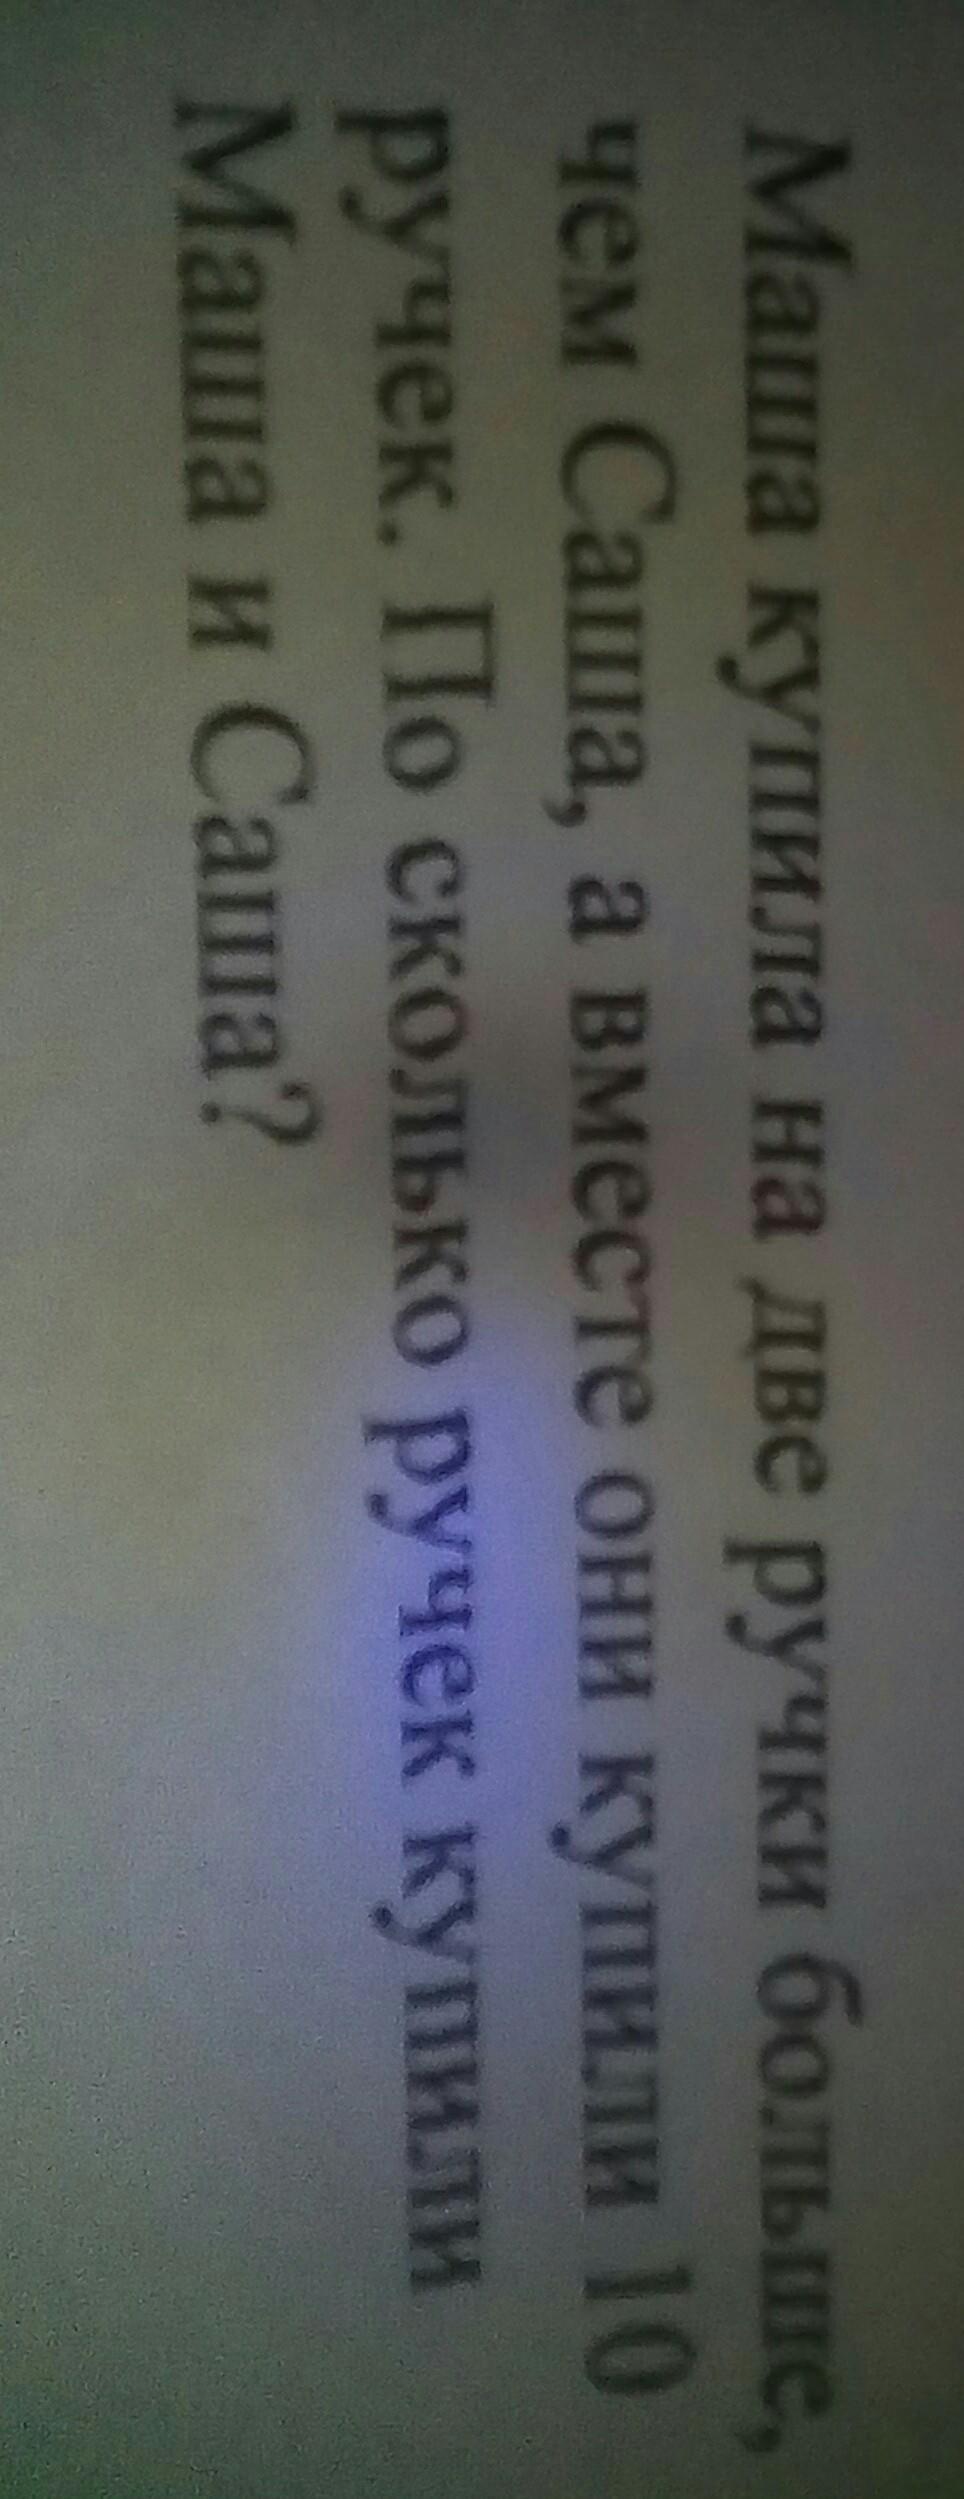 Маша купила на две ручки больше,
чем Саша, а вместе они купили 10
ручек. По сколько ручек купили
Маша и Саша?